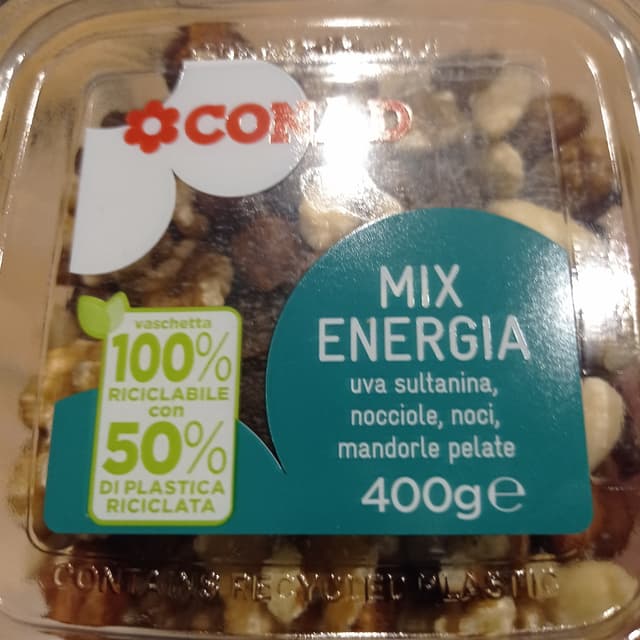 CONAD
MIX
ENERGIA
uva sultanina,
nocciole, noci,
mandorle pelate
400g e
vaschetta
100%
RICICLABILE
con
50%
DI PLASTICA
RICICLATA
CONTAINS RECYCLED PLASTIC